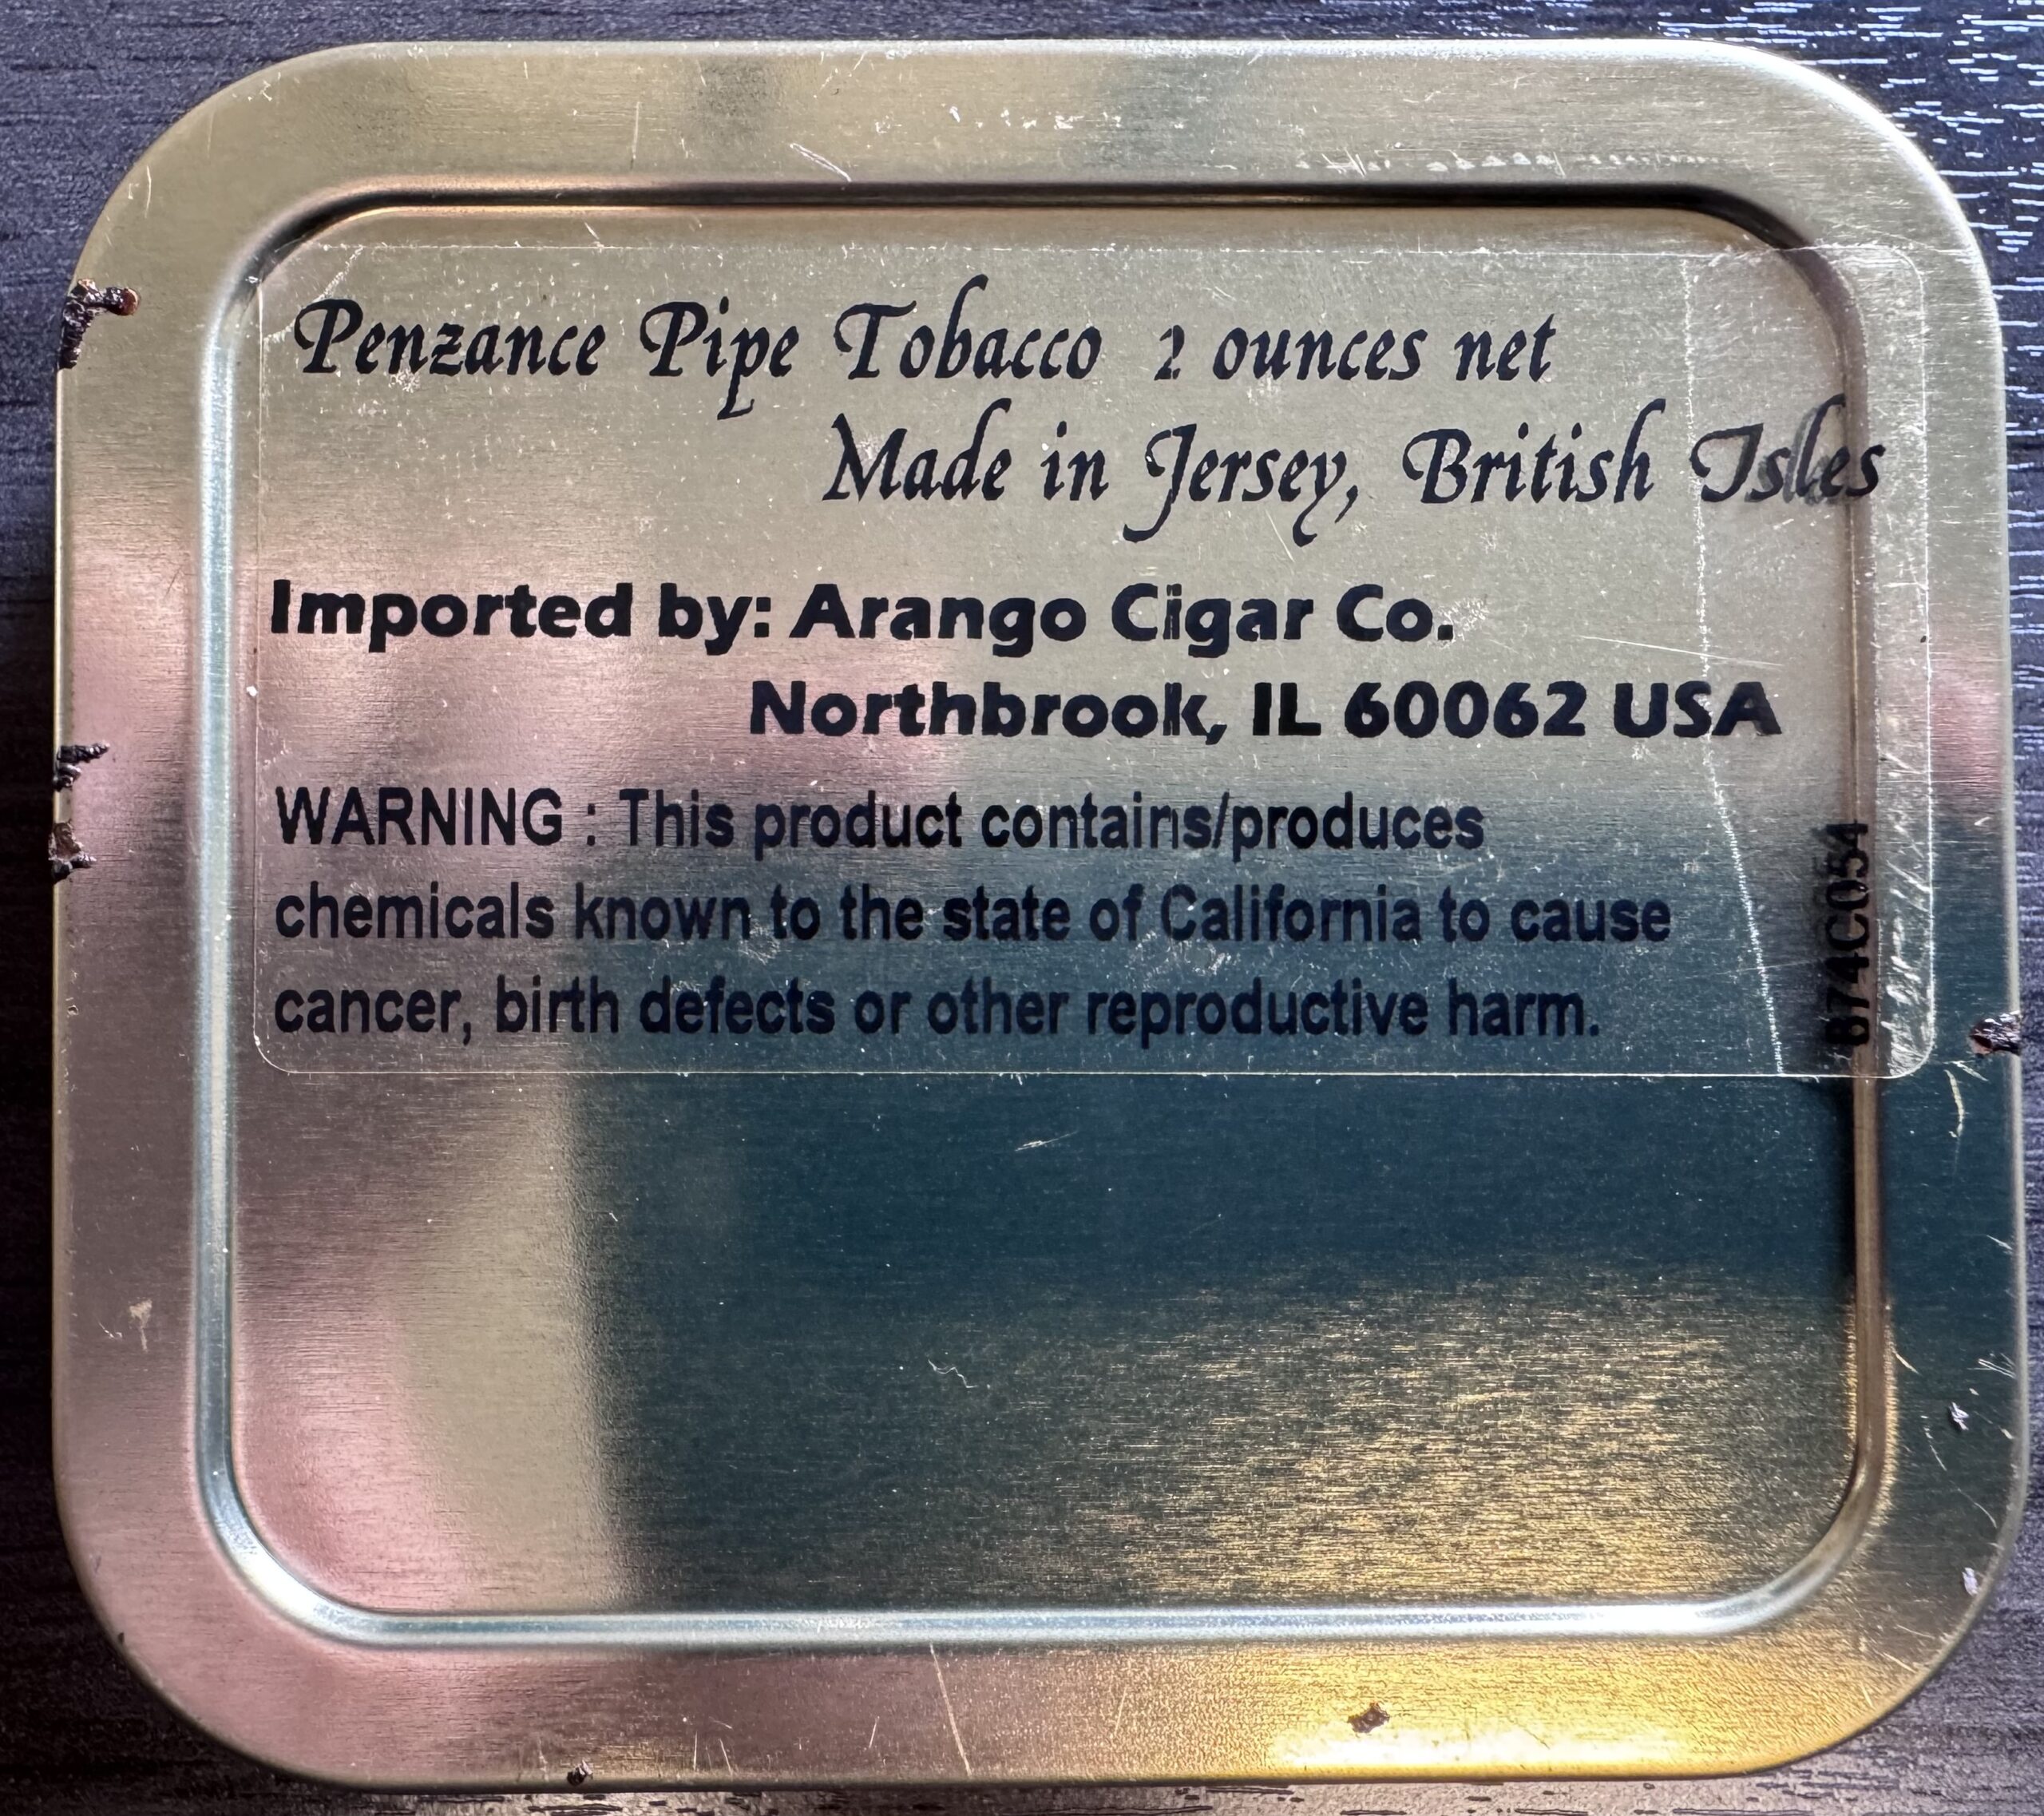 Penzance Pipe Tobacco 2 ounces net
Made in Jersey, British Isles
Imported by: Arango Cigar Co.
Northbrook, IL 60062 USA
WARNING : This product contains/produces
chemicals known to the state of California to cause
cancer, birth defects or other reproductive harm.
874C054